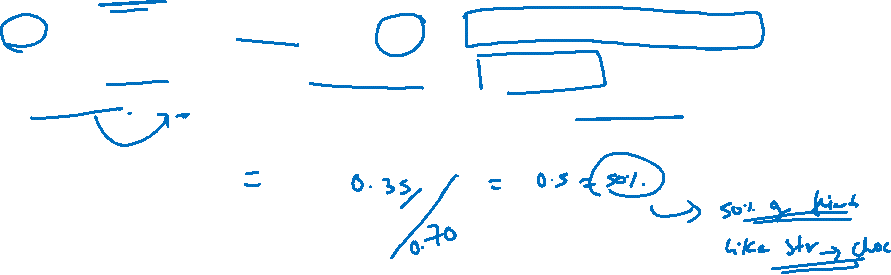 = 0.35/0.70 = 0.5 = 50%.
50% of friends
like str → choc